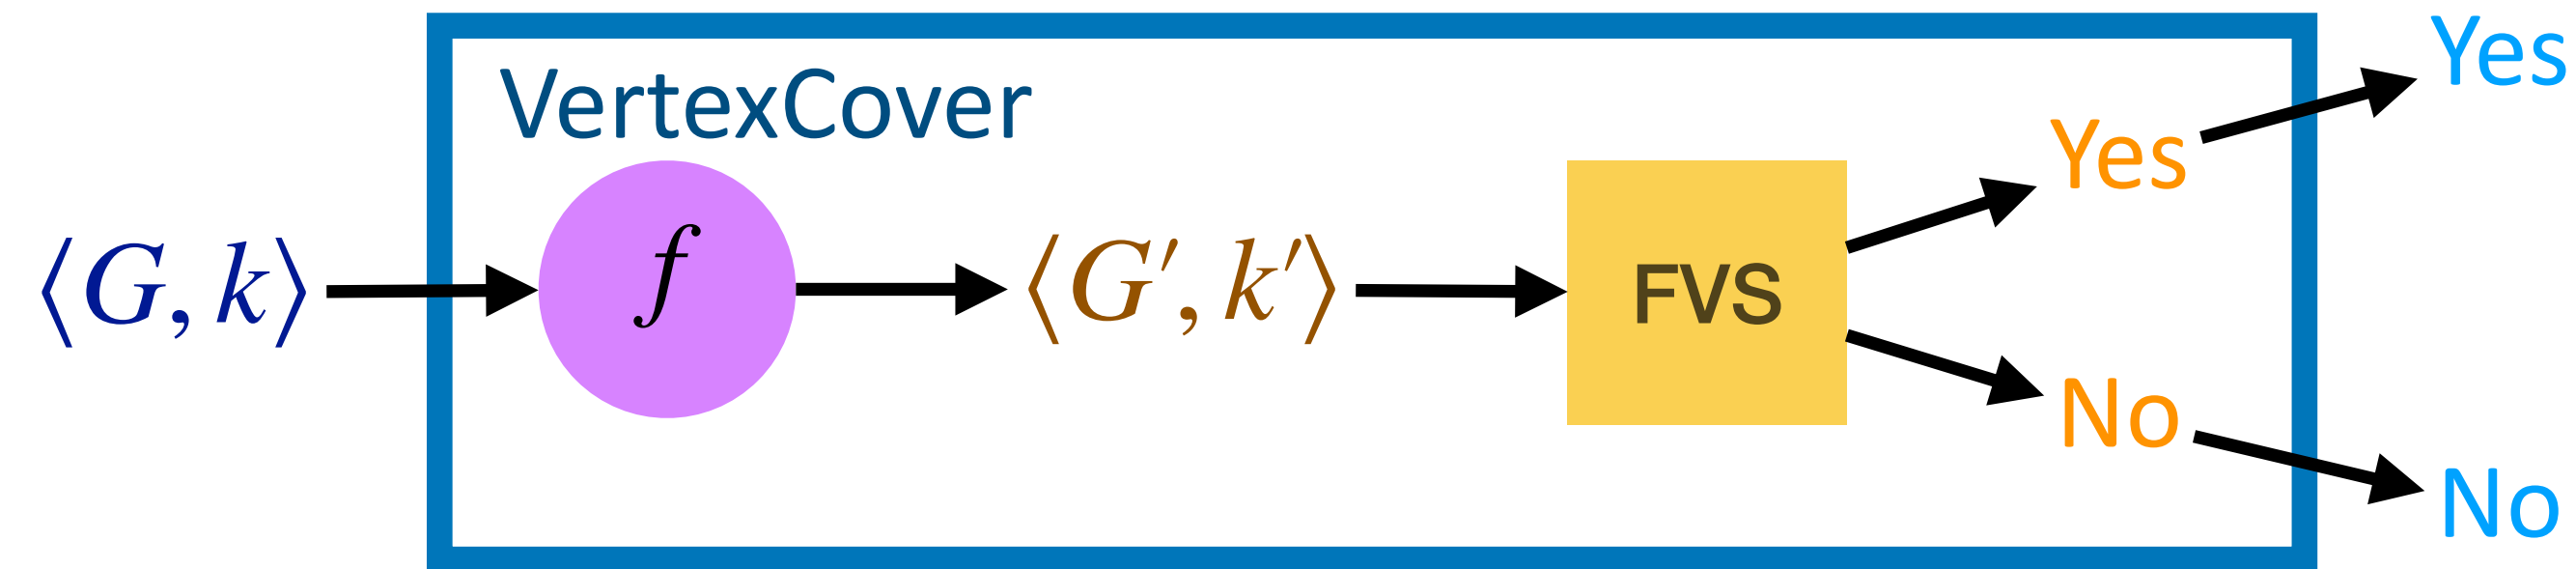 VertexCover
⟨G, k⟩
f
⟨G′, k′⟩
FVS
Yes
No
Yes
No